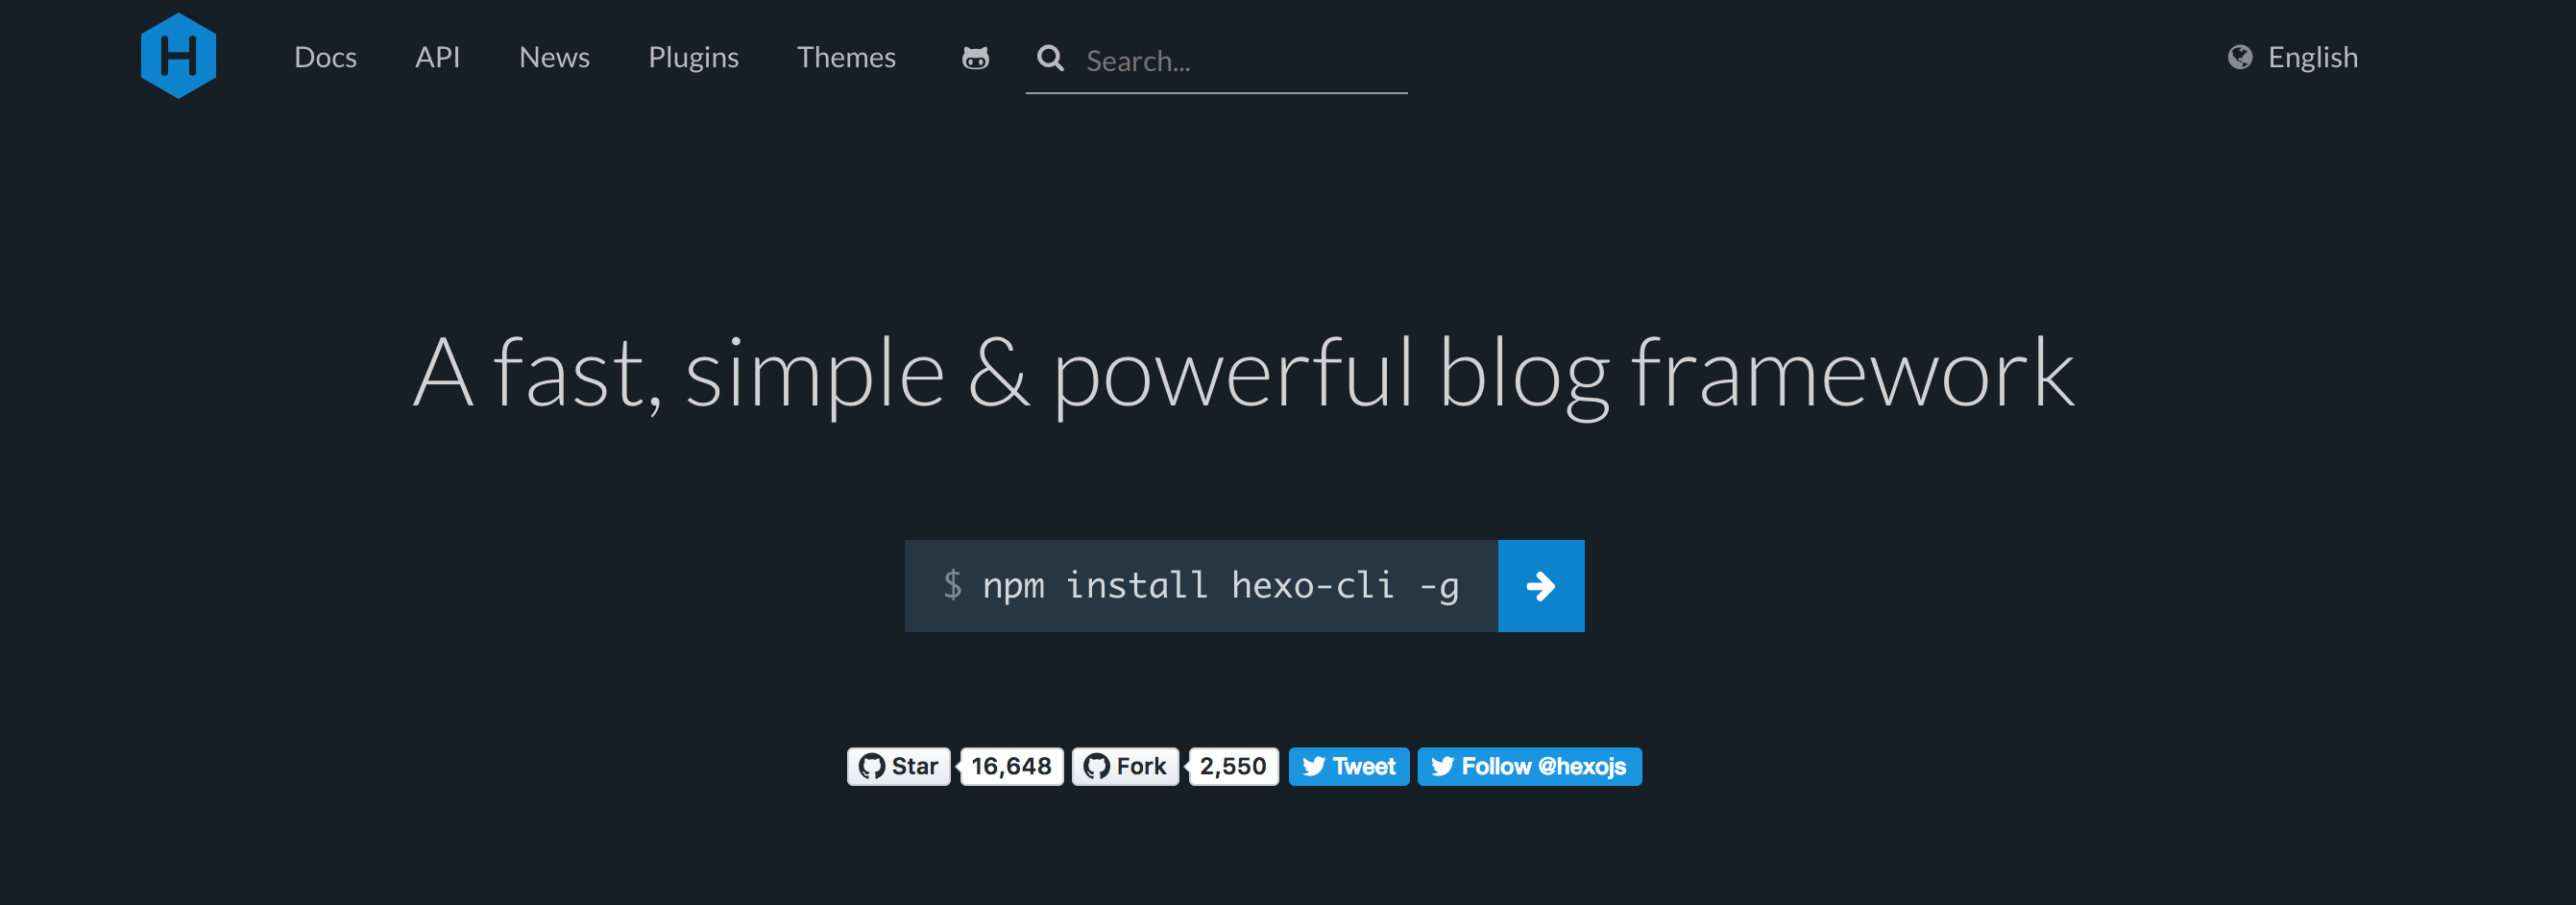 H Docs API News Plugins Themes Search... English
A fast, simple & powerful blog framework
$ npm install hexo-cli -g
Star 16,648 Fork 2,550 Tweet Follow @hexojs